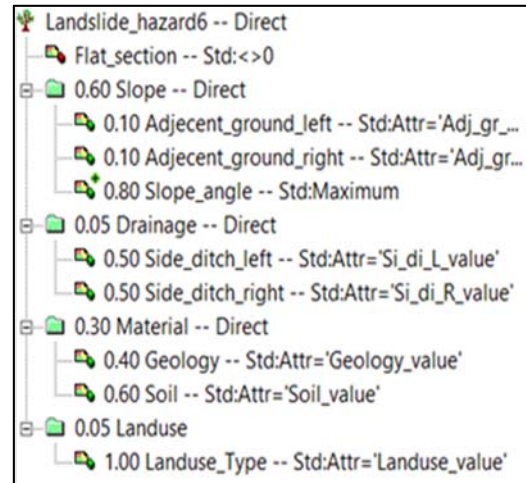 Landslide_hazard6 -- Direct
Flat_section -- Std:<>0
0.60 Slope -- Direct
0.10 Adjecent_ground_left -- Std:Attr='Adj_gr_...
0.10 Adjecent_ground_right -- Std:Attr='Adj_gr...
0.80 Slope_angle -- Std:Maximum
0.05 Drainage -- Direct
0.50 Side_ditch_left -- Std:Attr='Si_di_L_value'
0.50 Side_ditch_right -- Std:Attr='Si_di_R_value'
0.30 Material -- Direct
0.40 Geology -- Std:Attr='Geology_value'
0.60 Soil -- Std:Attr='Soil_value'
0.05 Landuse
1.00 Landuse_Type -- Std:Attr='Landuse_value'